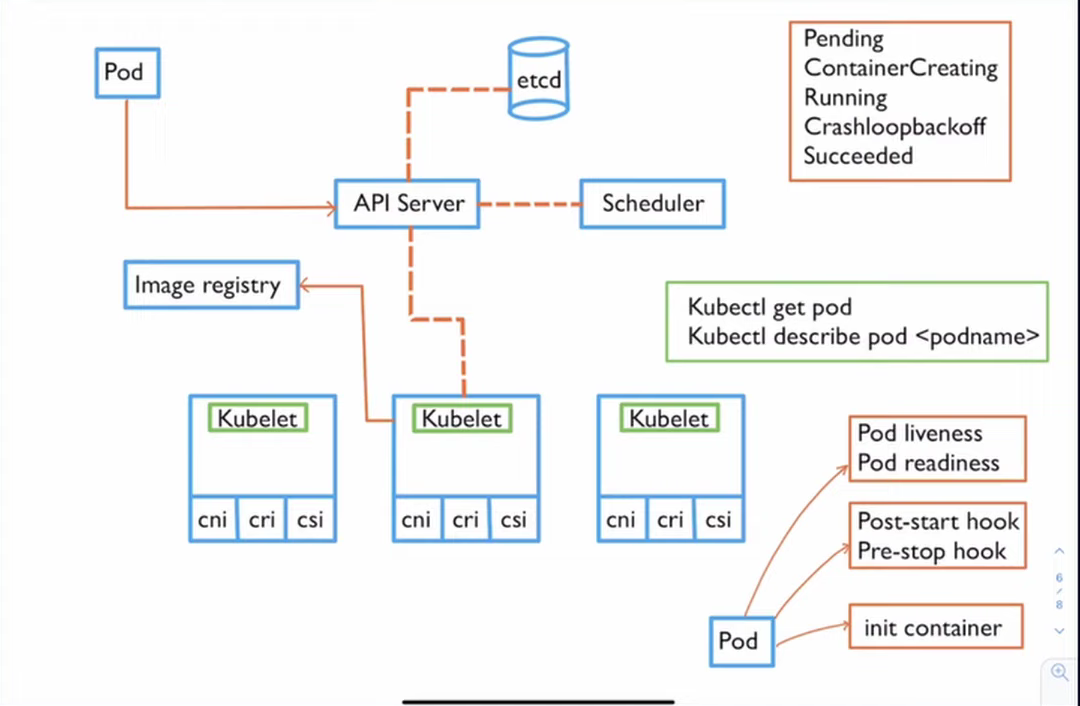 Pod
etcd
Pending
ContainerCreating
Running
Crashloopbackoff
Succeeded
API Server
Scheduler
Image registry
Kubectl get pod
Kubectl describe pod <podname>
Kubelet
cni
cri
csi
Kubelet
cni
cri
csi
Kubelet
cni
cri
csi
Pod liveness
Pod readiness
Post-start hook
Pre-stop hook
Pod
init container
6
/
8